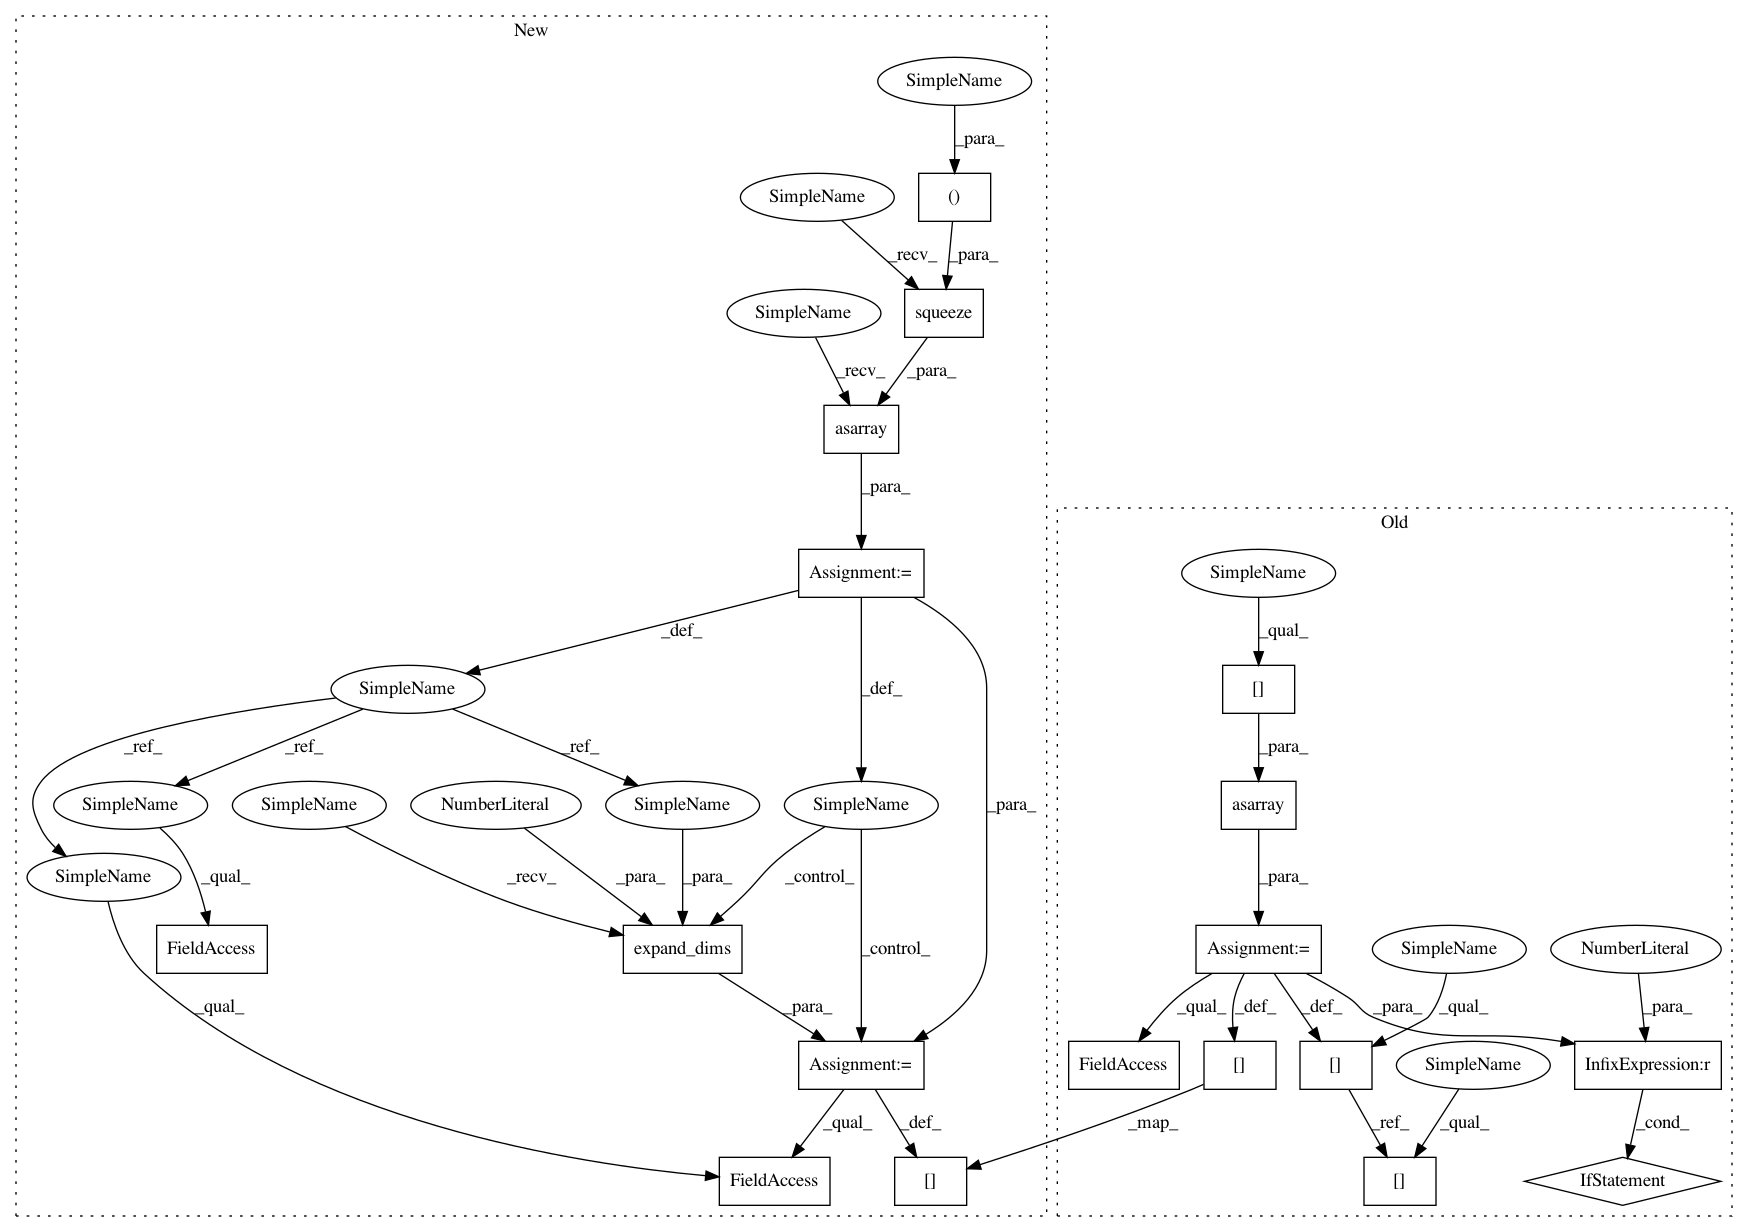 New
SimpleName
_para_
SimpleName
()
_recv_
_para_
SimpleName
squeeze
_recv_
_para_
asarray
_para_
Old
Assignment:=
SimpleName
_def_
_qual_
SimpleName
_def_
[]
_ref_
_ref_
_ref_
_para_
SimpleName
SimpleName
NumberLiteral
SimpleName
SimpleName
_para_
asarray
SimpleName
_qual_
_recv_
_para_
_para_
_control_
_para_
FieldAccess
expand_dims
_control_
Assignment:=
SimpleName
NumberLiteral
_qual_
_para_
_qual_
_def_
_def_
_para_
_qual_
_para_
Assignment:=
FieldAccess
[]
[]
SimpleName
InfixExpression:r
_qual_
_def_
_map_
_ref_
_qual_
_cond_
FieldAccess
[]
[]
IfStatement